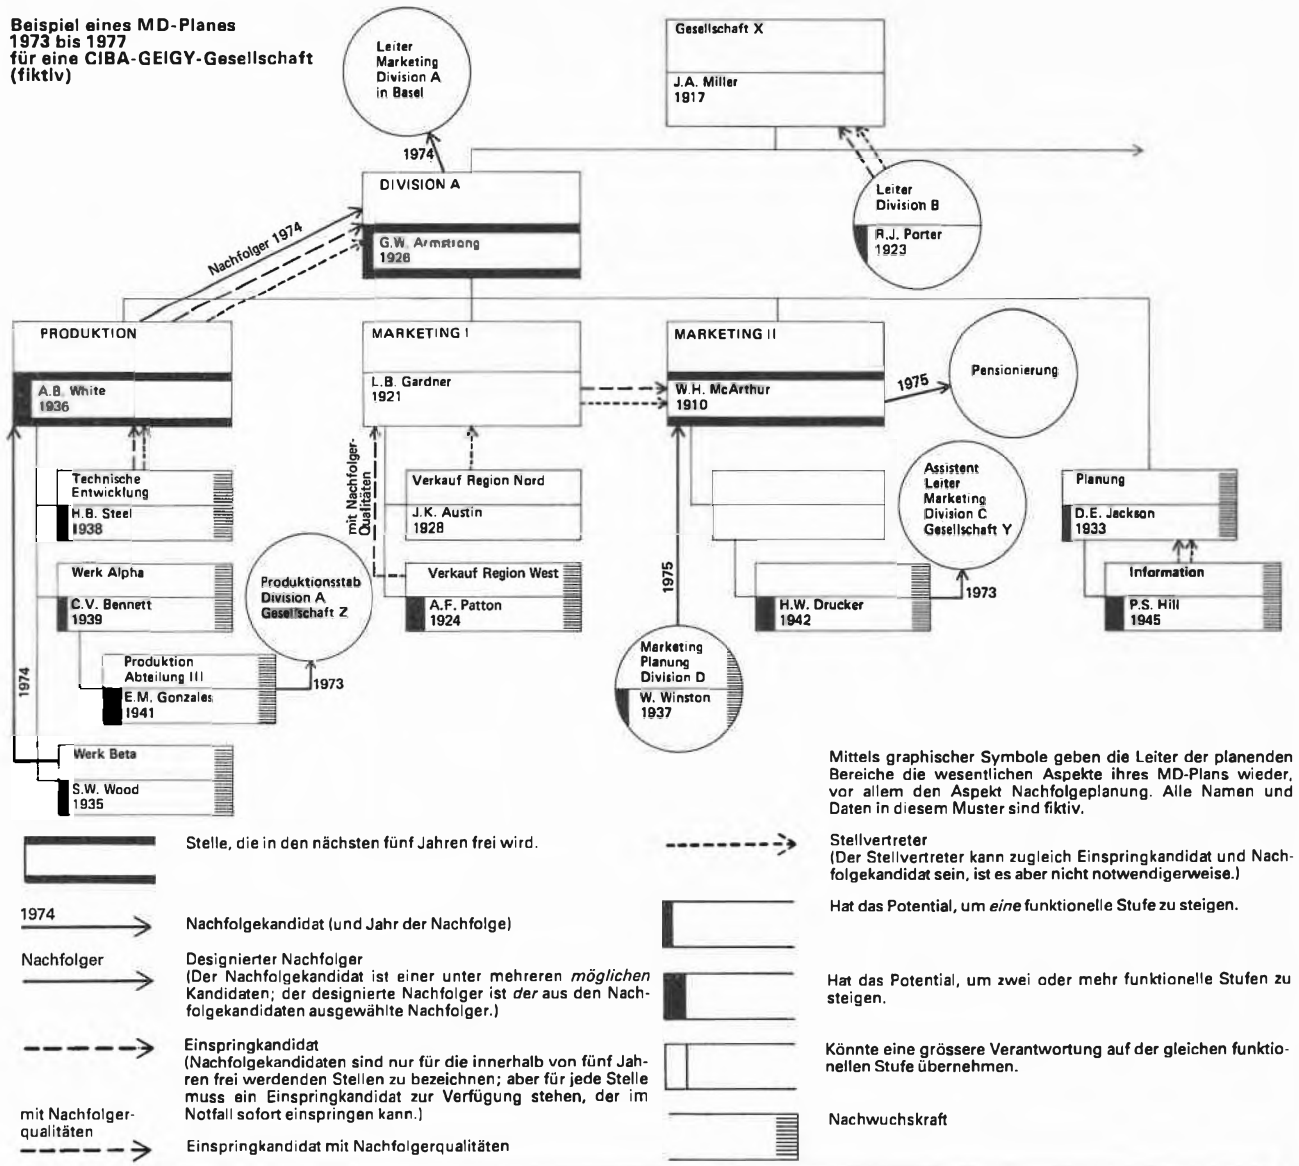 Beispiel eines MD-Planes
1973 bis 1977
für eine CIBA-GEIGY-Gesellschaft
(fiktiv)
Leiter
Marketing
Division A
in Basel
Gesellschaft X
J.A. Miller
1917
1974
DIVISION A
G.W. Armstrong
1926
Leiter
Division B
R.J. Porter
1923
Nachfolger 1974
PRODUKTION
A.B. White
1936
MARKETING I
L.B. Gardner
1921
MARKETING II
W.H. McArthur
1910
1975
Pensionierung
Technische
Entwicklung
H.B. Steel
1938
mit Nachfolger-
Qualitäten
Verkauf Region Nord
J.K. Austin
1928
Assistent
Leiter
Marketing
Division C
Gesellschaft Y
Planung
D.E. Jackson
1933
Werk Alpha
C.V. Bennett
1939
Produktionsstab
Division A
Gesellschaft Z
Verkauf Region West
A.F. Patton
1924
1975
H.W. Drucker
1942
1973
Information
P.S. Hill
1945
1974
Produktion
Abteilung III
E.M. Gonzales
1941
1973
Marketing
Planung
Division D
W. Winston
1937
Werk Beta
S.W. Wood
1935
Mittels graphischer Symbole geben die Leiter der planenden
Bereiche die wesentlichen Aspekte ihres MD-Plans wieder,
vor allem den Aspekt Nachfolgeplanung. Alle Namen und
Daten in diesem Muster sind fiktiv.
Stelle, die in den nächsten fünf Jahren frei wird.
1974
Nachfolgekandidat (und Jahr der Nachfolge)
Nachfolger
Designierter Nachfolger
(Der Nachfolgekandidat ist einer unter mehreren möglichen
Kandidaten; der designierte Nachfolger ist der aus den Nach-
folgekandidaten ausgewählte Nachfolger.)
Einspringkandidat
(Nachfolgekandidaten sind nur für die innerhalb von fünf Jah-
ren frei werdenden Stellen zu bezeichnen; aber für jede Stelle
muss ein Einspringkandidat zur Verfügung stehen, der im
Notfall sofort einspringen kann.)
mit Nachfolger-
qualitäten
Einspringkandidat mit Nachfolgerqualitäten
Stellvertreter
(Der Stellvertreter kann zugleich Einspringkandidat und Nach-
folgekandidat sein, ist es aber nicht notwendigerweise.)
Hat das Potential, um eine funktionelle Stufe zu steigen.
Hat das Potential, um zwei oder mehr funktionelle Stufen zu
steigen.
Könnte eine grössere Verantwortung auf der gleichen funktio-
nellen Stufe übernehmen.
Nachwuchskraft